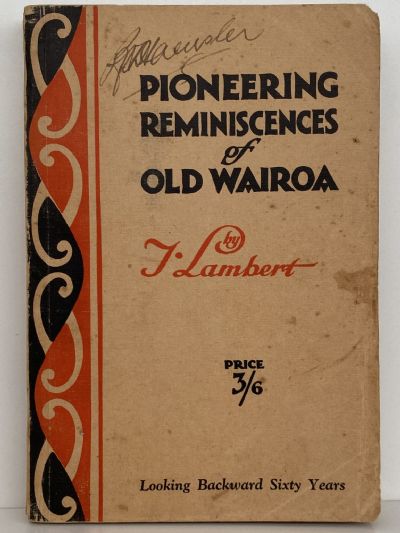 PIONEERING
REMINISCENCES
of
OLD WAIROA
by
T. Lambert
PRICE
3/6
Looking Backward Sixty Years